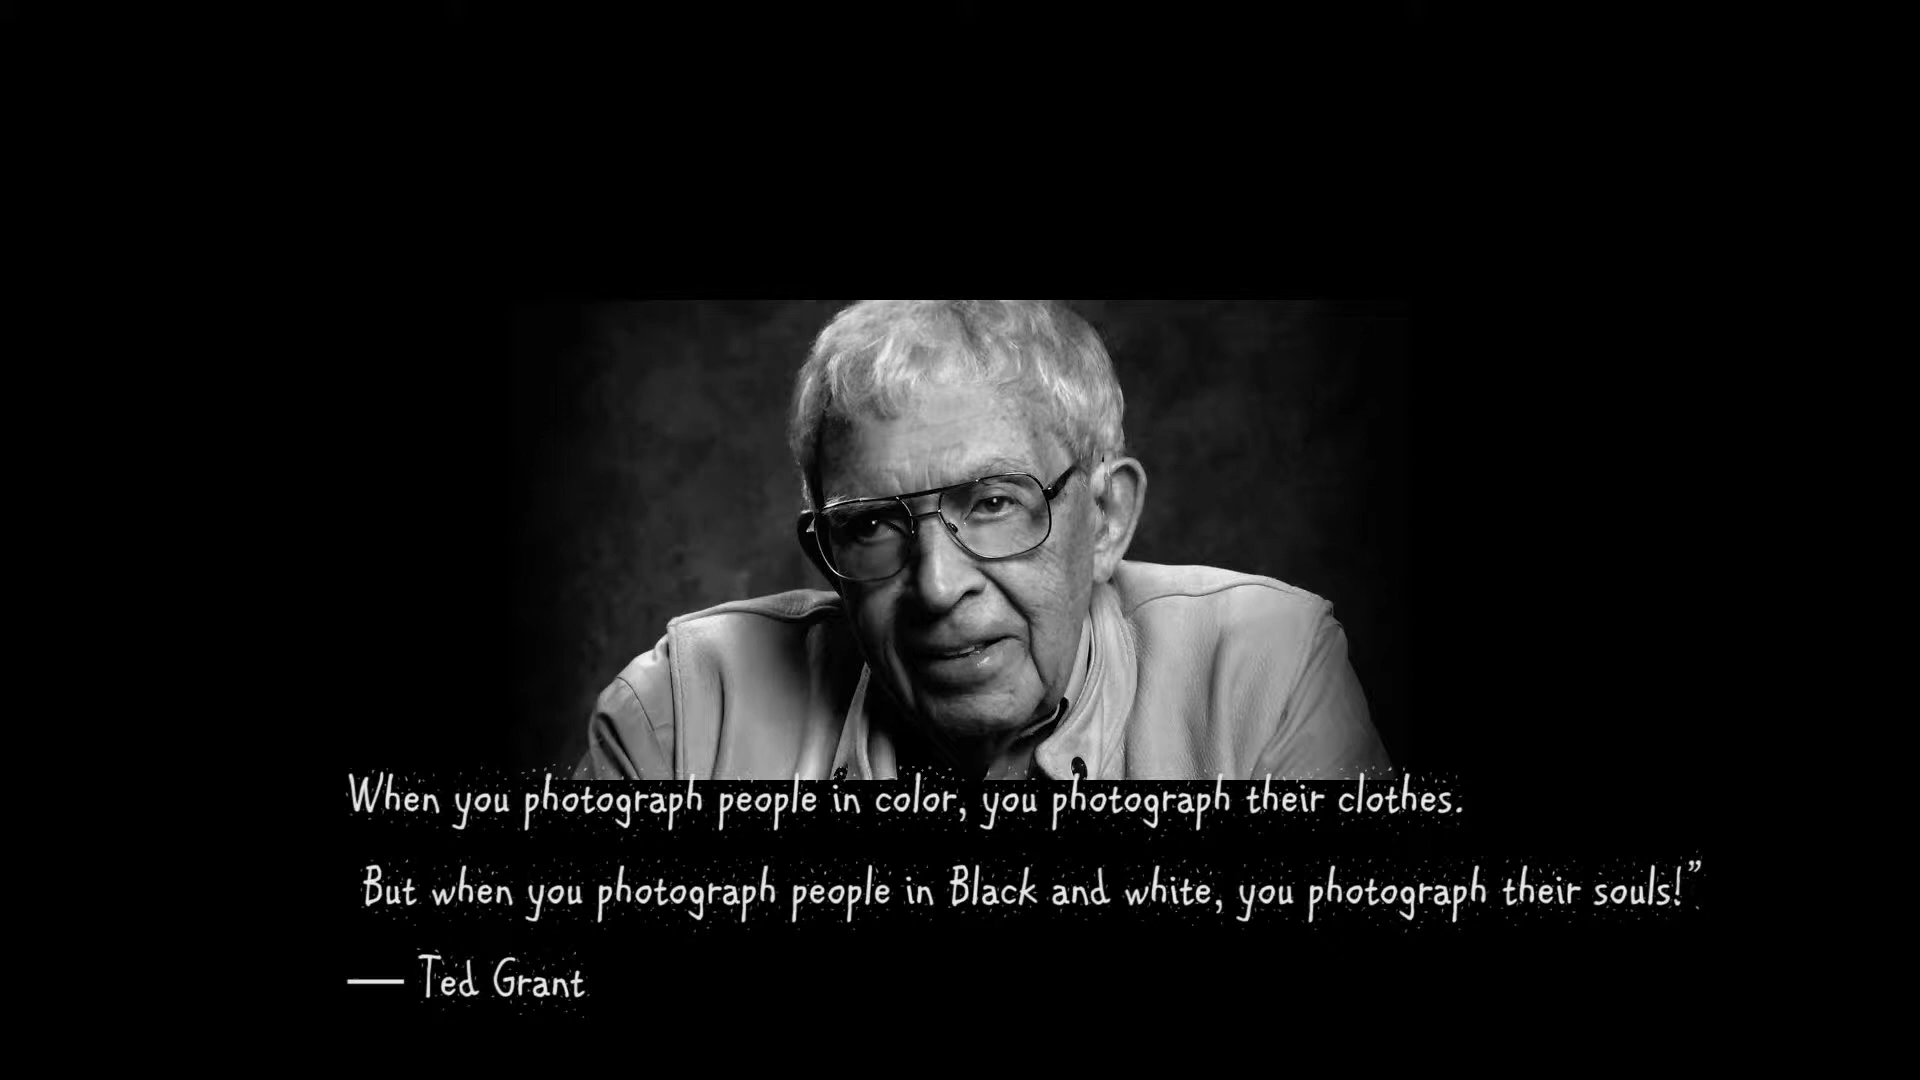 When you photograph people in color, you photograph their clothes.
But when you photograph people in Black and white, you photograph their souls!”
— Ted Grant